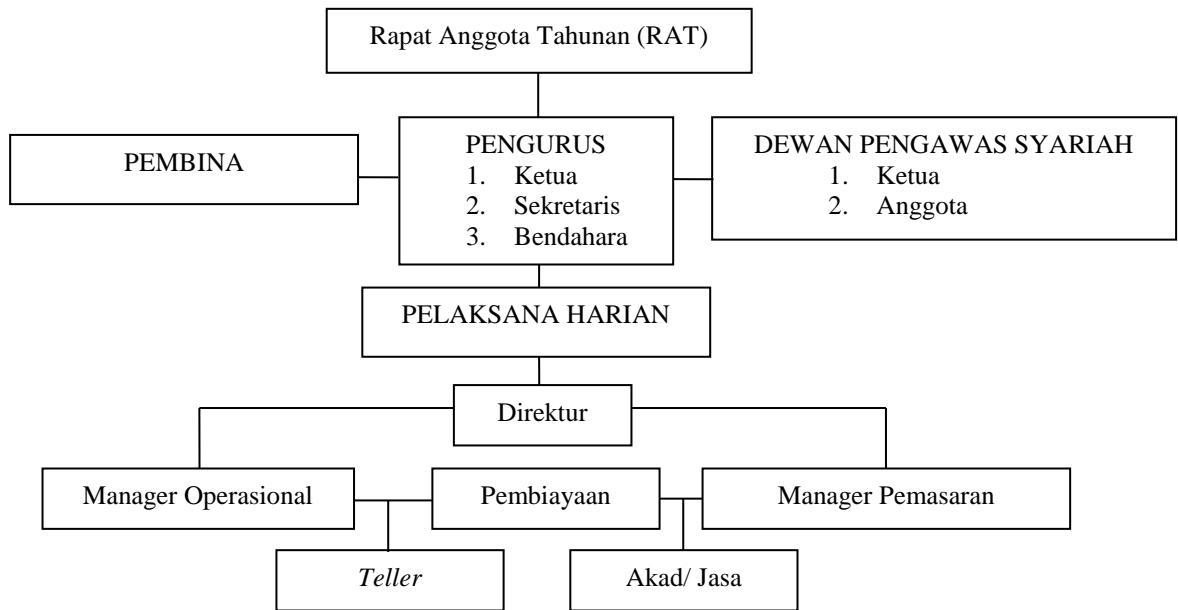 Rapat Anggota Tahunan (RAT)
PEMBINA
PENGURUS
1. Ketua
2. Sekretaris
3. Bendahara
DEWAN PENGAWAS SYARIAH
1. Ketua
2. Anggota
PELAKSANA HARIAN
Direktur
Manager Operasional
Pembiayaan
Manager Pemasaran
Teller
Akad/ Jasa